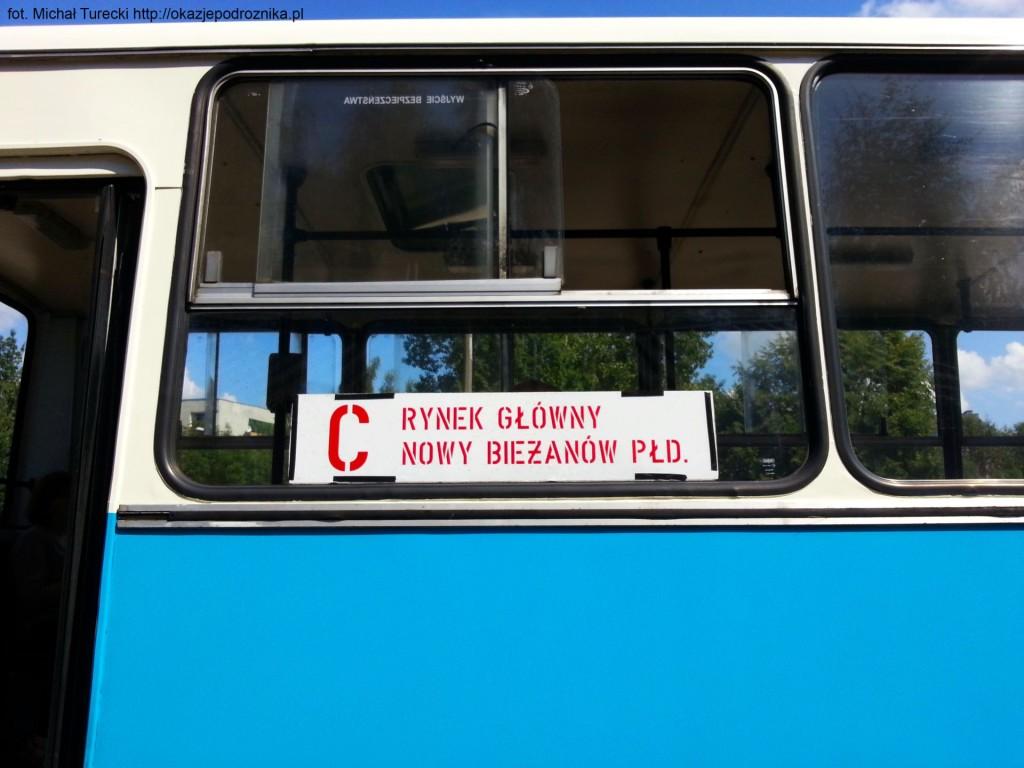 fot. Michał Turecki http://okazjepodroznika.pl
WYJŚCIE BEZPIECZEŃSTWA
C RYNEK GŁÓWNY
NOWY BIEŻANÓW PŁD.